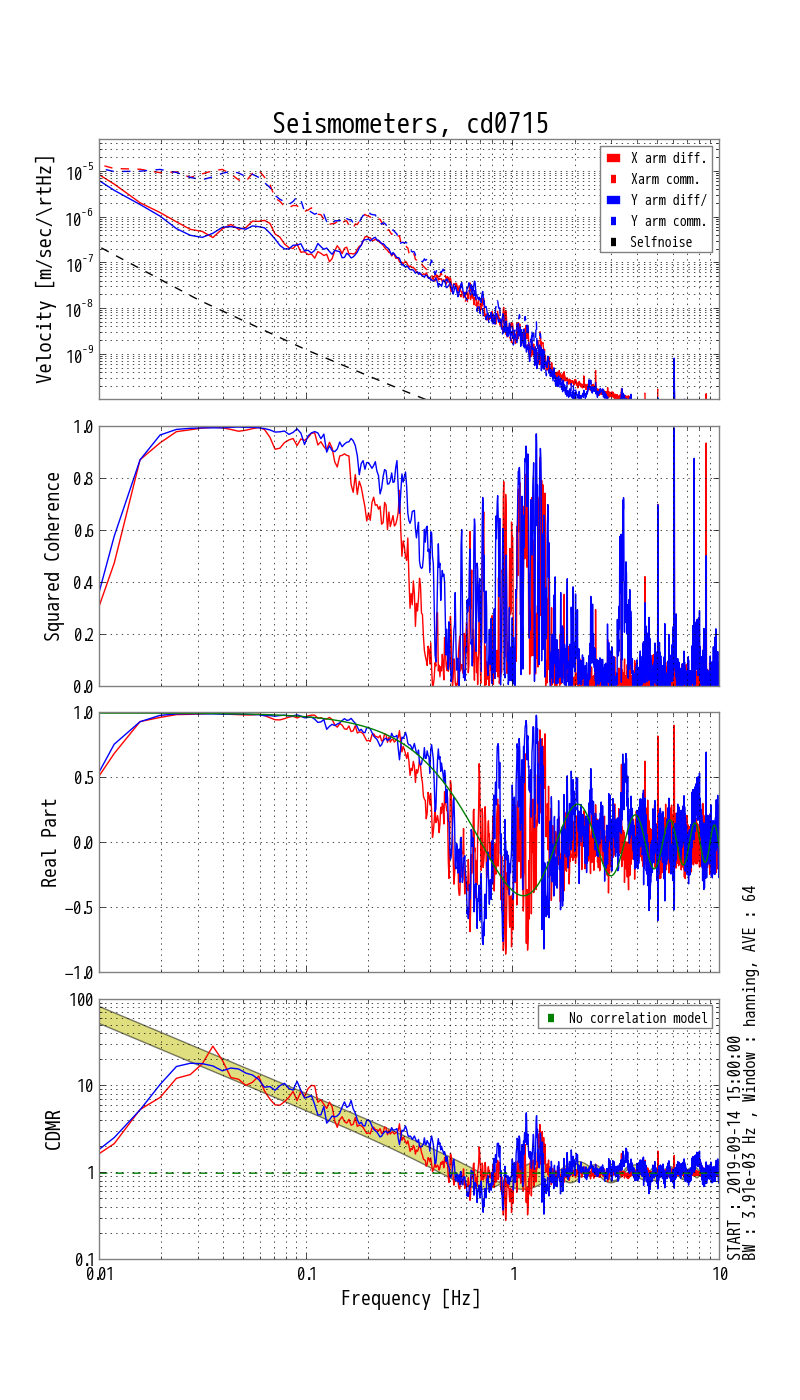 Seismometers, cd0715
Velocity [m/sec/\rtHz]
10^-5
10^-6
10^-7
10^-8
10^-9
X arm diff.
Xarm comm.
Y arm diff/
Y arm comm.
Selfnoise
Squared Coherence
1.0
0.8
0.6
0.4
0.2
0.0
Real Part
1.0
0.5
0.0
−0.5
−1.0
CDMR
100
10
1
0.1
No correlation model
0.01 0.1 1 10
Frequency [Hz]
START : 2019-09-14 15:00:00
BW : 3.91e-03 Hz , Window : hanning, AVE : 64